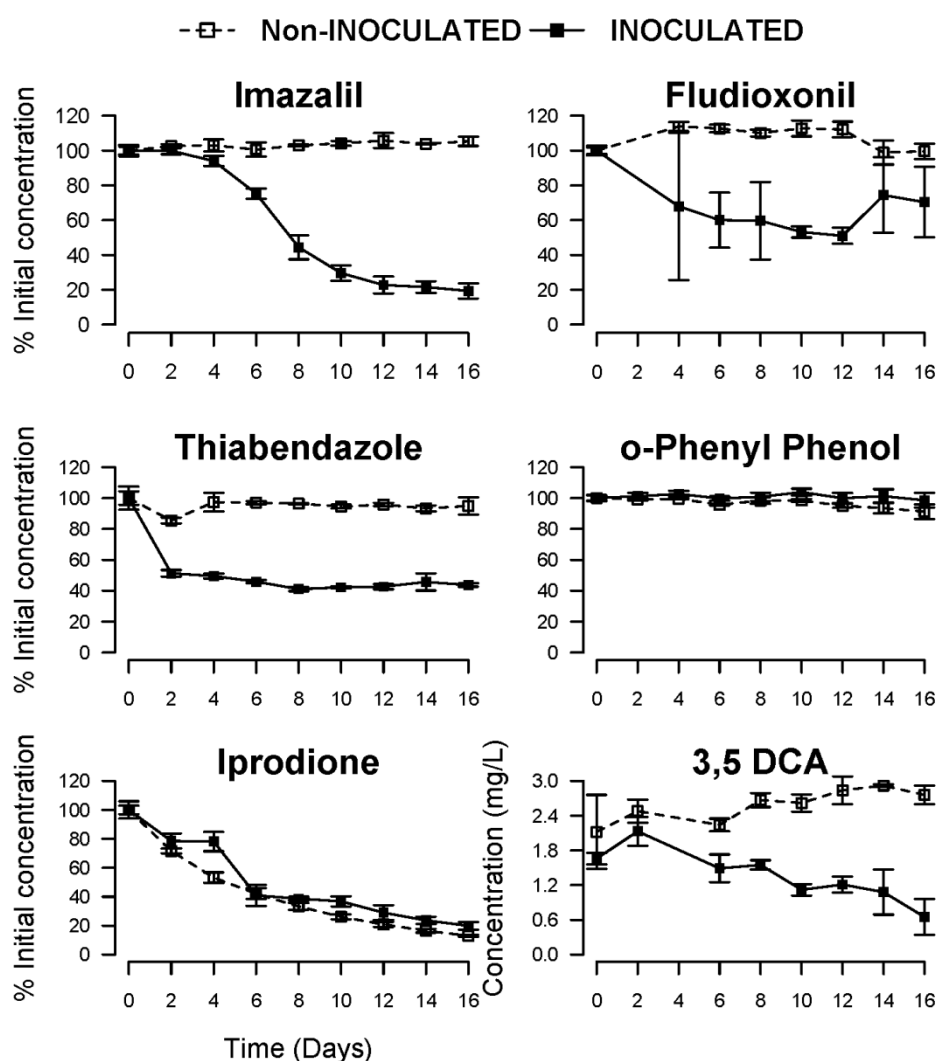 Non-INOCULATED INOCULATED
Imazalil
% Initial concentration
120
100
80
60
40
20
0
0 2 4 6 8 10 12 14 16
Fludioxonil
120
100
80
60
40
20
0
0 2 4 6 8 10 12 14 16
Thiabendazole
% Initial concentration
120
100
80
60
40
20
0
0 2 4 6 8 10 12 14 16
o-Phenyl Phenol
120
100
80
60
40
20
0
0 2 4 6 8 10 12 14 16
Iprodione
% Initial concentration
120
100
80
60
40
20
0
0 2 4 6 8 10 12 14 16
Time (Days)
3,5 DCA
Concentration (mg/L)
3.0
2.4
1.8
1.2
0.6
0.0
0 2 4 6 8 10 12 14 16